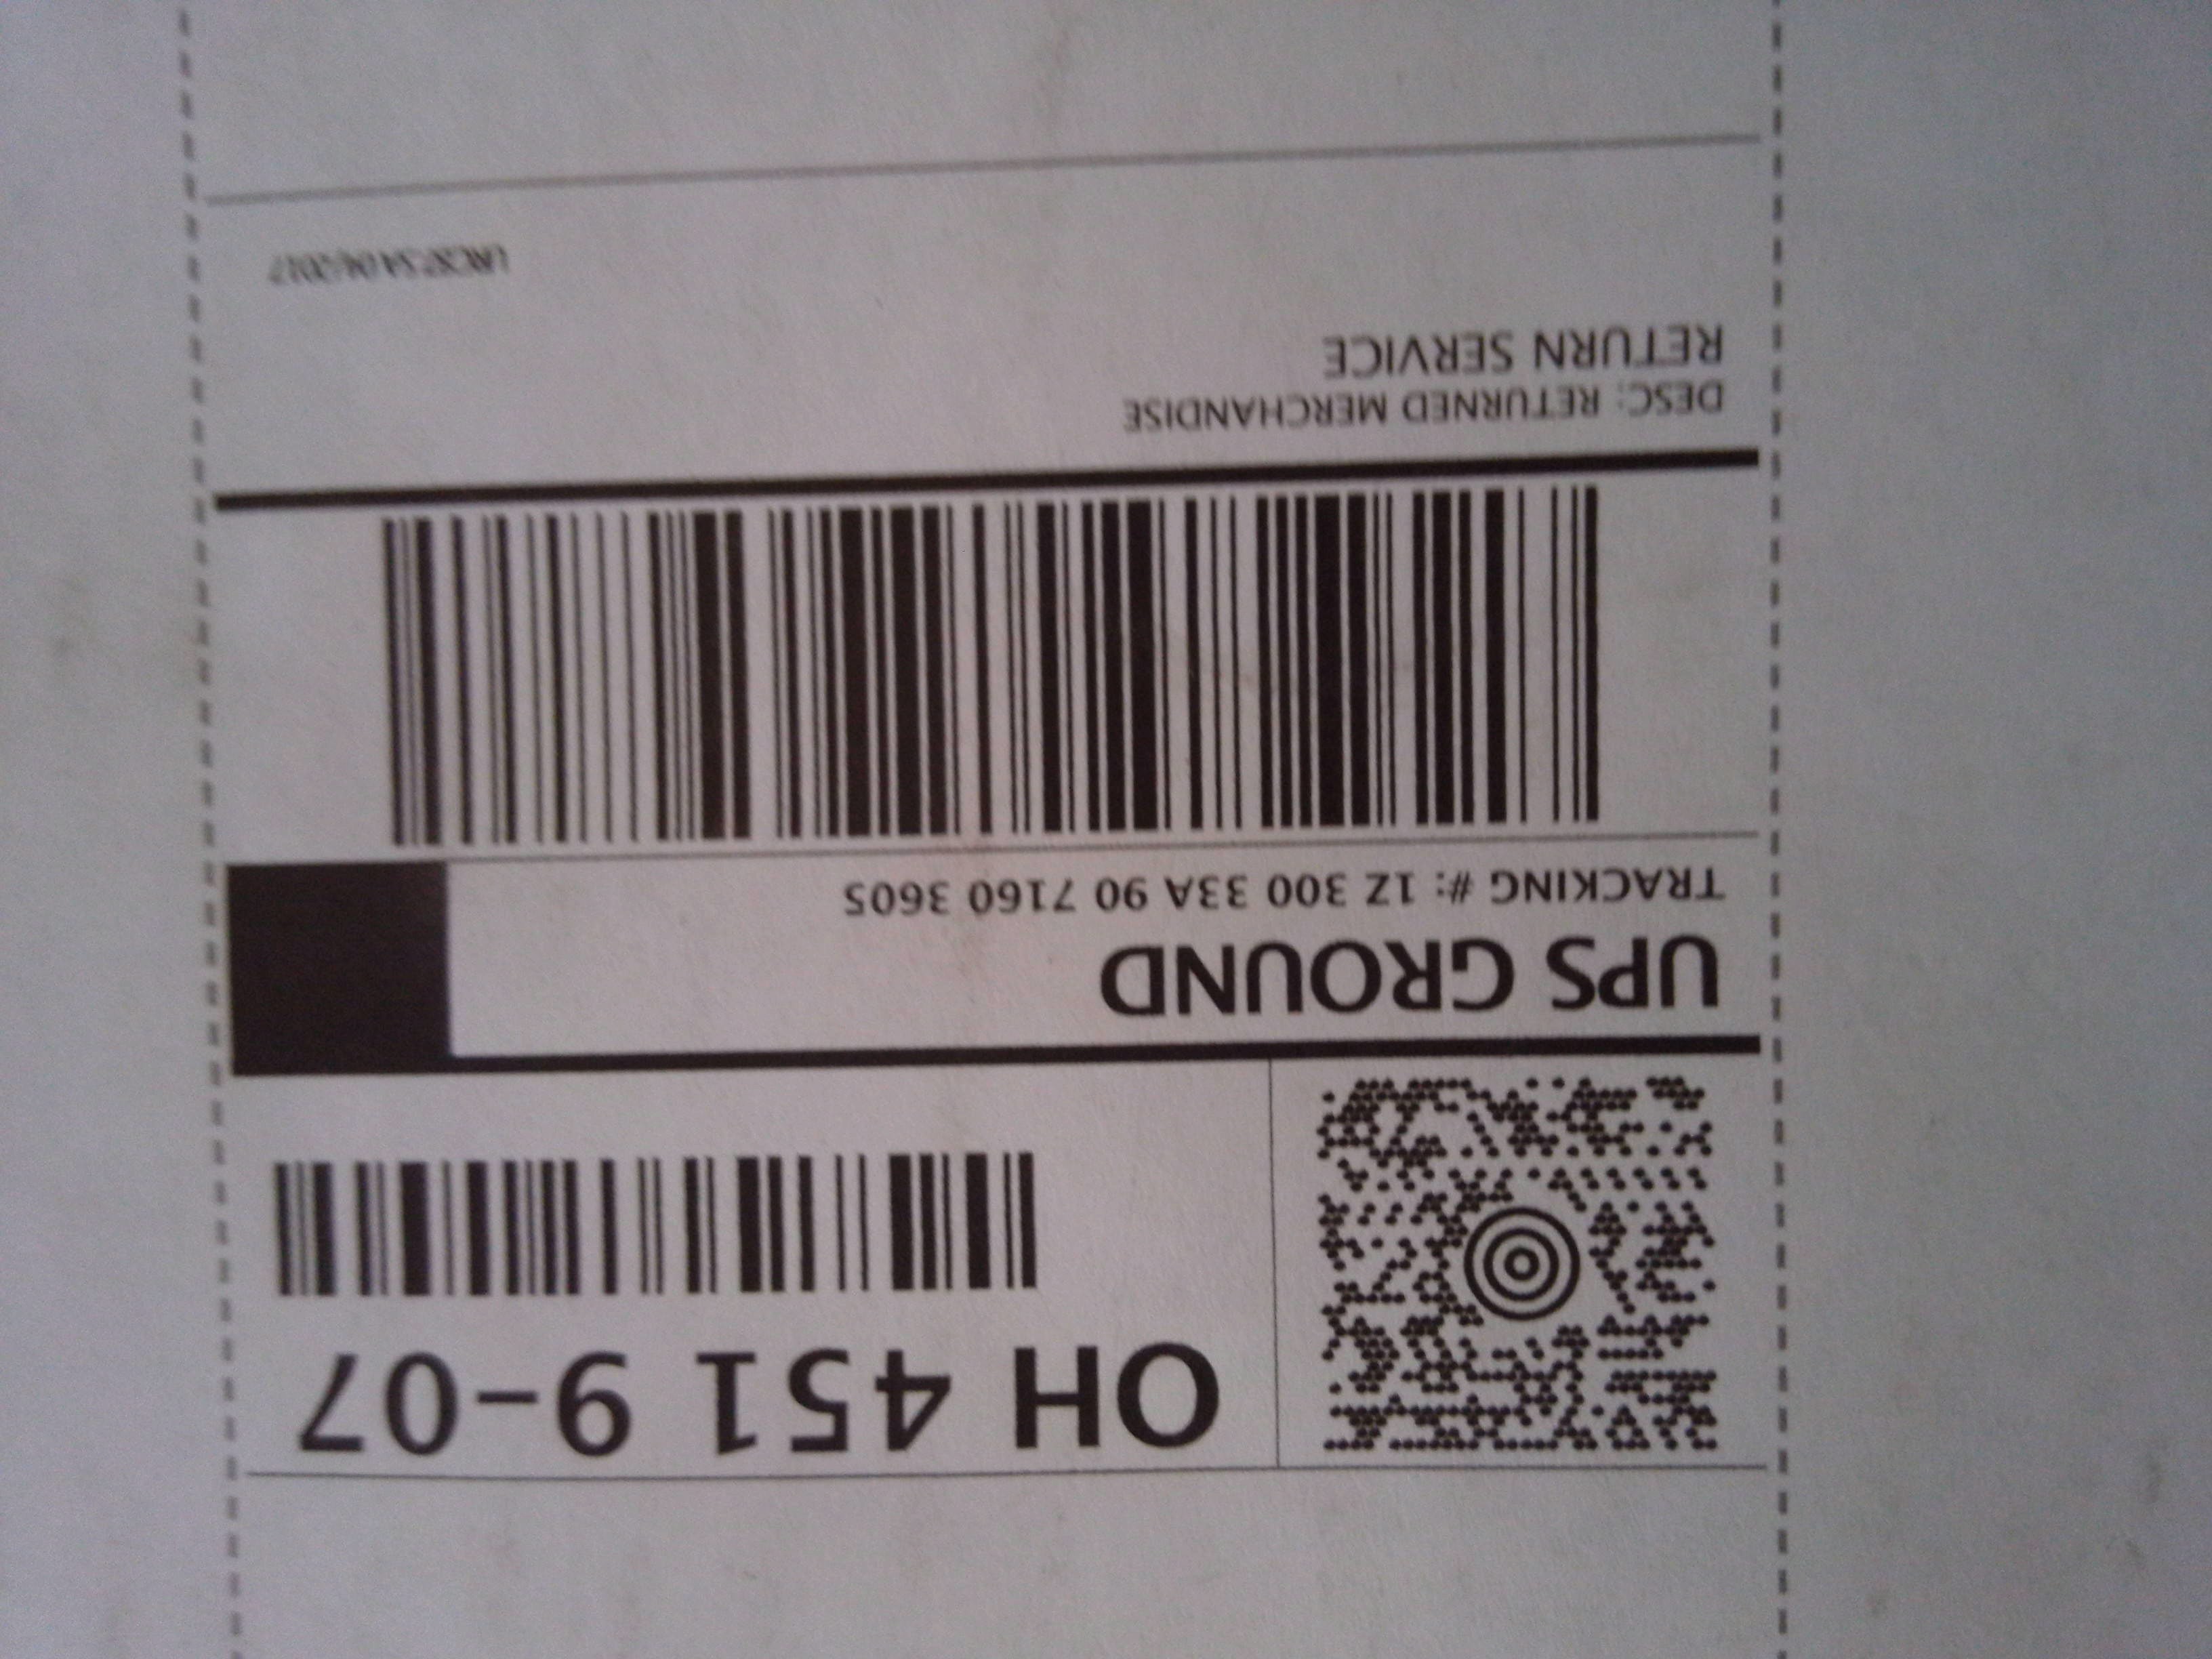 OH 451 9-07
UPS GROUND
TRACKING #: 1Z 300 33A 90 7160 3605
DESC: RETURNED MERCHANDISE
RETURN SERVICE